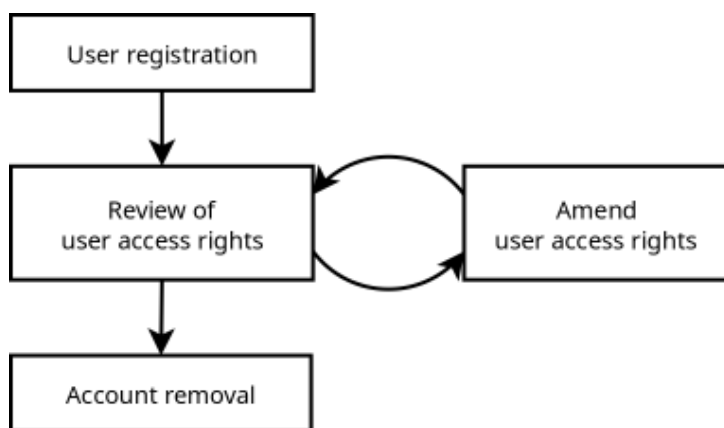 User registration
Review of
user access rights
Amend
user access rights
Account removal